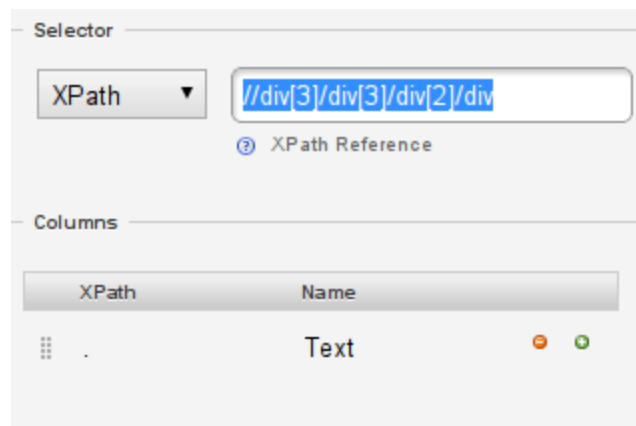 Selector
XPath ▼ //div[3]/div[3]/div[2]/div
? XPath Reference
Columns
XPath Name
. Text